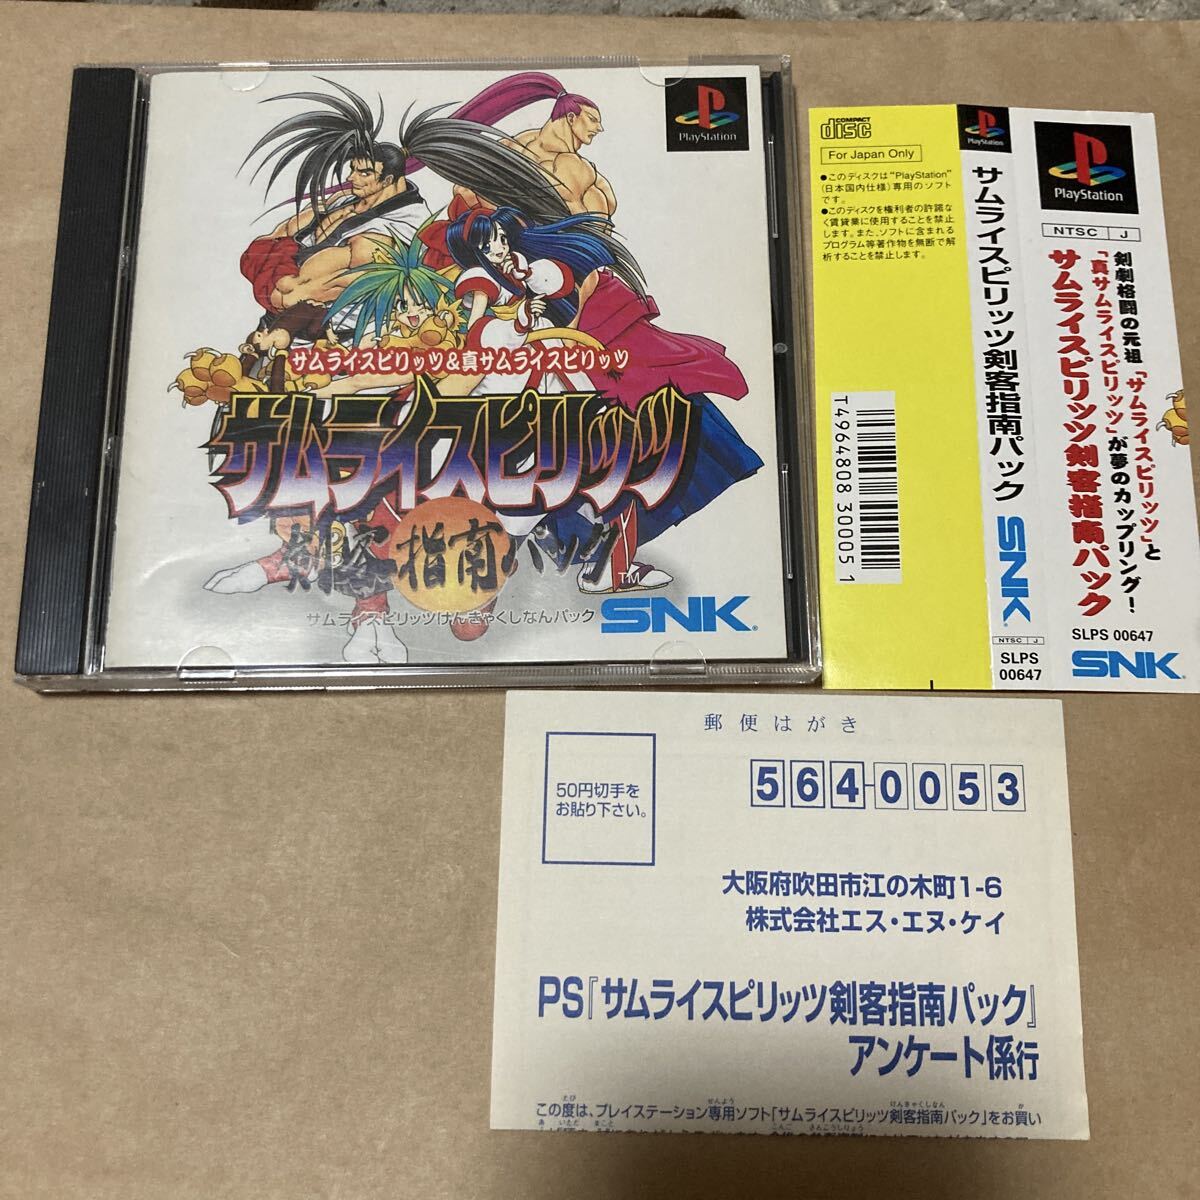 PlayStation
サムライスピリッツ&真サムライスピリッツ
サムライスピリッツ
剣客指南パック
TM
サムライスピリッツけんきゃくしなんパック
SNK
COMPACT
disc
For Japan Only
●このディスクは"PlayStation"
(日本国内仕様)専用のソフト
です。
●このディスクを権利者の許諾な
く賃貸業に使用することを禁止
します。また、ソフトに含まれる
プログラム等著作物を無断で解
析することを禁止します。
T4964808 300051
PlayStation
サムライスピリッツ剣客指南パック
SNK
NTSC J
SLPS
00647
PlayStation
NTSC J
剣劇格闘の元祖「サムライスピリッツ」と
「真サムライスピリッツ」が夢のカップリング!
サムライスピリッツ剣客指南パック
SLPS 00647
SNK
郵便はがき
50円切手を
お貼り下さい。
564-0053
大阪府吹田市江の木町1-6
株式会社エス・エヌ・ケイ
PS『サムライスピリッツ剣客指南パック』
アンケート係行
この度は、プレイステーション専用ソフト「サムライスピリッツ剣客指南パック」をお買い